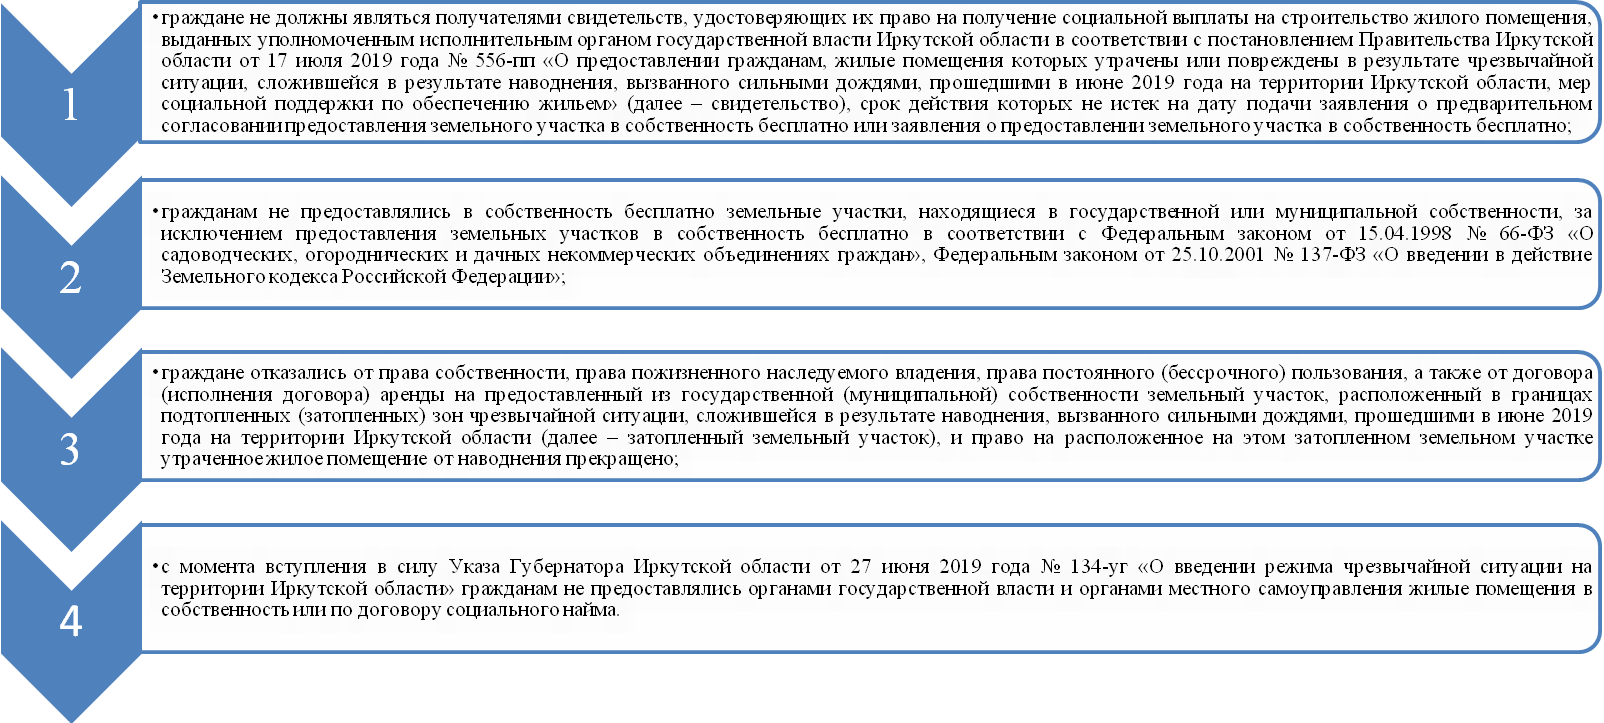 1
•граждане не должны являться получателями свидетельств, удостоверяющих их право на получение социальной выплаты на строительство жилого помещения,
выданных уполномоченным исполнительным органом государственной власти Иркутской области в соответствии с постановлением Правительства Иркутской
области от 17 июля 2019 года № 556-пп «О предоставлении гражданам, жилые помещения которых утрачены или повреждены в результате чрезвычайной
ситуации, сложившейся в результате наводнения, вызванного сильными дождями, прошедшими в июне 2019 года на территории Иркутской области, мер
социальной поддержки по обеспечению жильем» (далее – свидетельство), срок действия которых не истек на дату подачи заявления о предварительном
согласовании предоставления земельного участка в собственность бесплатно или заявления о предоставлении земельного участка в собственность бесплатно;
2
•гражданам не предоставлялись в собственность бесплатно земельные участки, находящиеся в государственной или муниципальной собственности, за
исключением предоставления земельных участков в собственность бесплатно в соответствии с Федеральным законом от 15.04.1998 № 66-ФЗ «О
садоводческих, огороднических и дачных некоммерческих объединениях граждан», Федеральным законом от 25.10.2001 № 137-ФЗ «О введении в действие
Земельного кодекса Российской Федерации»;
3
•граждане отказались от права собственности, права пожизненного наследуемого владения, права постоянного (бессрочного) пользования, а также от договора
(исполнения договора) аренды на предоставленный из государственной (муниципальной) собственности земельный участок, расположенный в границах
подтопленных (затопленных) зон чрезвычайной ситуации, сложившейся в результате наводнения, вызванного сильными дождями, прошедшими в июне 2019
года на территории Иркутской области (далее – затопленный земельный участок), и право на расположенное на этом затопленном земельном участке
утраченное жилое помещение от наводнения прекращено;
4
•с момента вступления в силу Указа Губернатора Иркутской области от 27 июня 2019 года № 134-уг «О введении режима чрезвычайной ситуации на
территории Иркутской области» гражданам не предоставлялись органами государственной власти и органами местного самоуправления жилые помещения в
собственность или по договору социального найма.